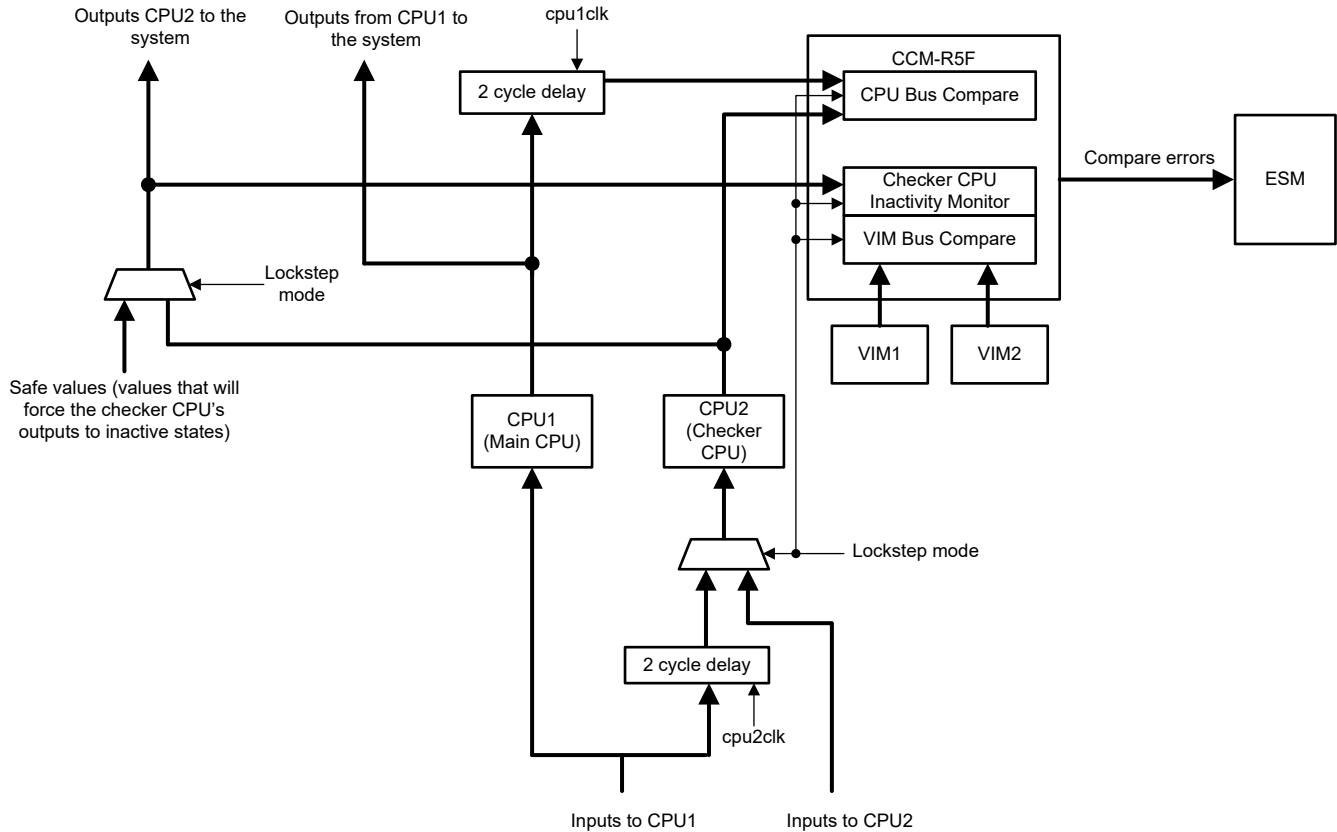 Outputs CPU2 to the
system
Outputs from CPU1 to
the system
cpu1clk
2 cycle delay
CCM-R5F
CPU Bus Compare
Checker CPU
Inactivity Monitor
VIM Bus Compare
Compare errors
ESM
Lockstep
mode
VIM1
VIM2
Safe values (values that will
force the checker CPU’s
outputs to inactive states)
CPU1
(Main CPU)
CPU2
(Checker
CPU)
Lockstep mode
2 cycle delay
cpu2clk
Inputs to CPU1
Inputs to CPU2